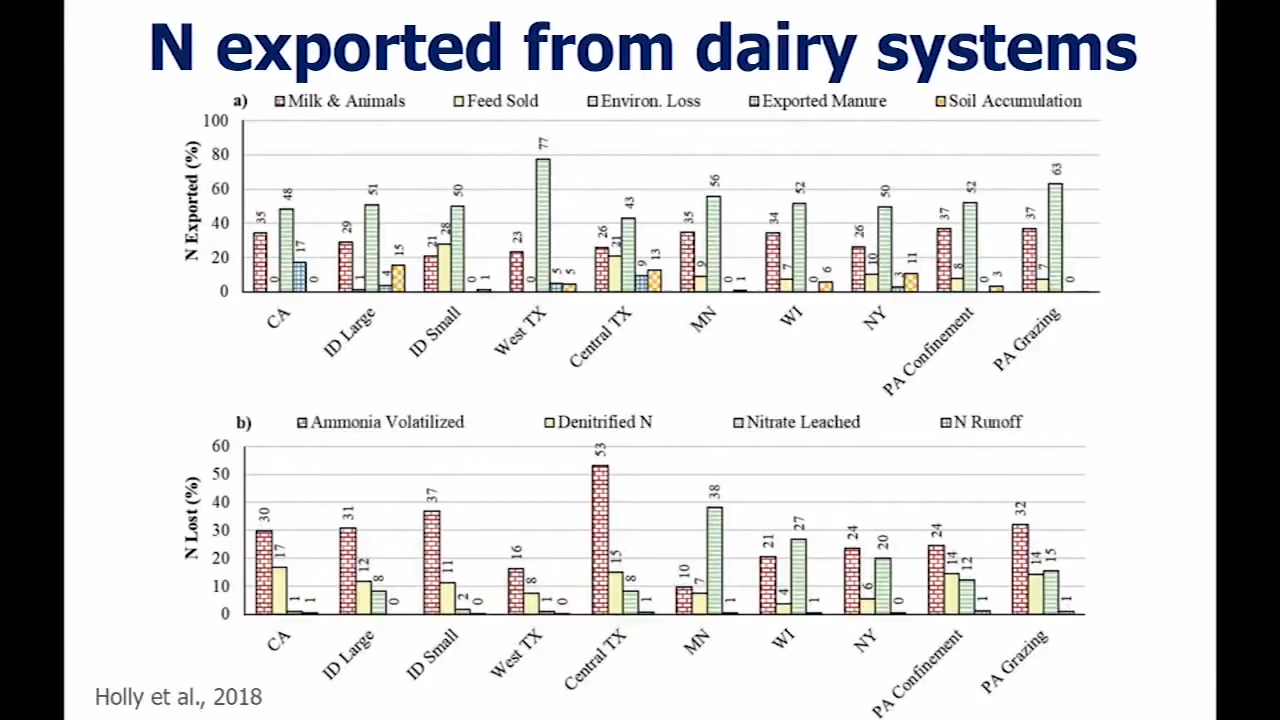 N exported from dairy systems
a) Milk & Animals Feed Sold Environ. Loss Exported Manure Soil Accumulation
N Exported (%)
100
80
60
40
20
0
35 0 48 17 0
29 1 51 4 15
21 28 50 0 1
23 0 77 5 5
26 21 43 9 13
35 9 56 0 1
34 7 52 0 6
26 10 50 3 11
37 8 52 0 3
37 7 63 0
CA ID Large ID Small West TX Central TX MN WI NY PA Confinement PA Grazing
b) Ammonia Volatilized Denitrified N Nitrate Leached N Runoff
N Lost (%)
60
50
40
30
20
10
0
30 17 1 1
31 12 8 0
37 11 2 0
16 8 1 0
53 15 8 1
10 7 38 1
21 4 27 1
24 6 20 0
24 14 12 1
32 14 15 1
CA ID Large ID Small West TX Central TX MN WI NY PA Confinement PA Grazing
Holly et al., 2018